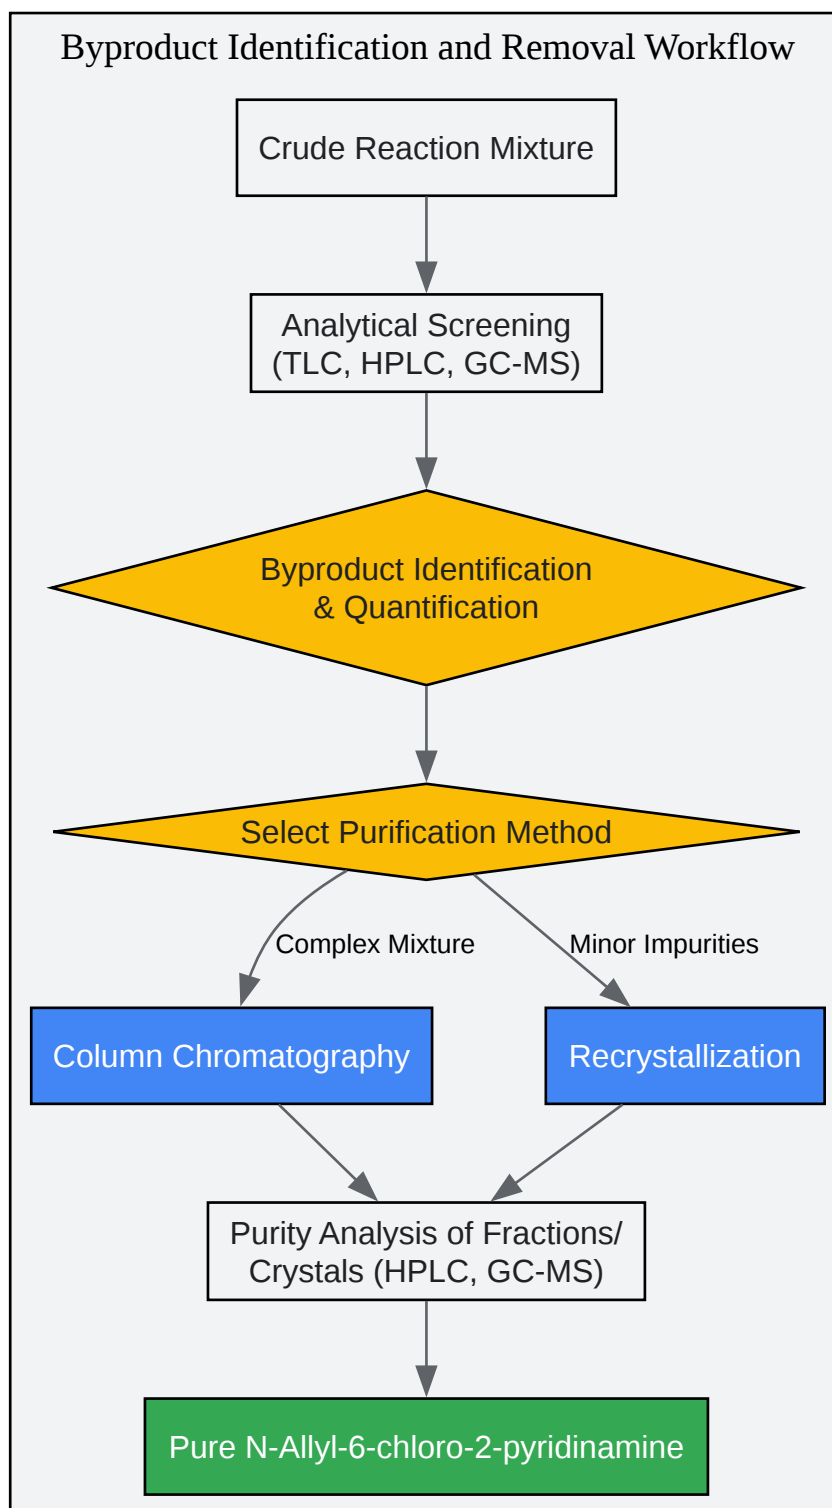 Byproduct Identification and Removal Workflow
Crude Reaction Mixture
Analytical Screening
(TLC, HPLC, GC-MS)
Byproduct Identification
& Quantification
Select Purification Method
Complex Mixture
Minor Impurities
Column Chromatography
Recrystallization
Purity Analysis of Fractions/
Crystals (HPLC, GC-MS)
Pure N-Allyl-6-chloro-2-pyridinamine